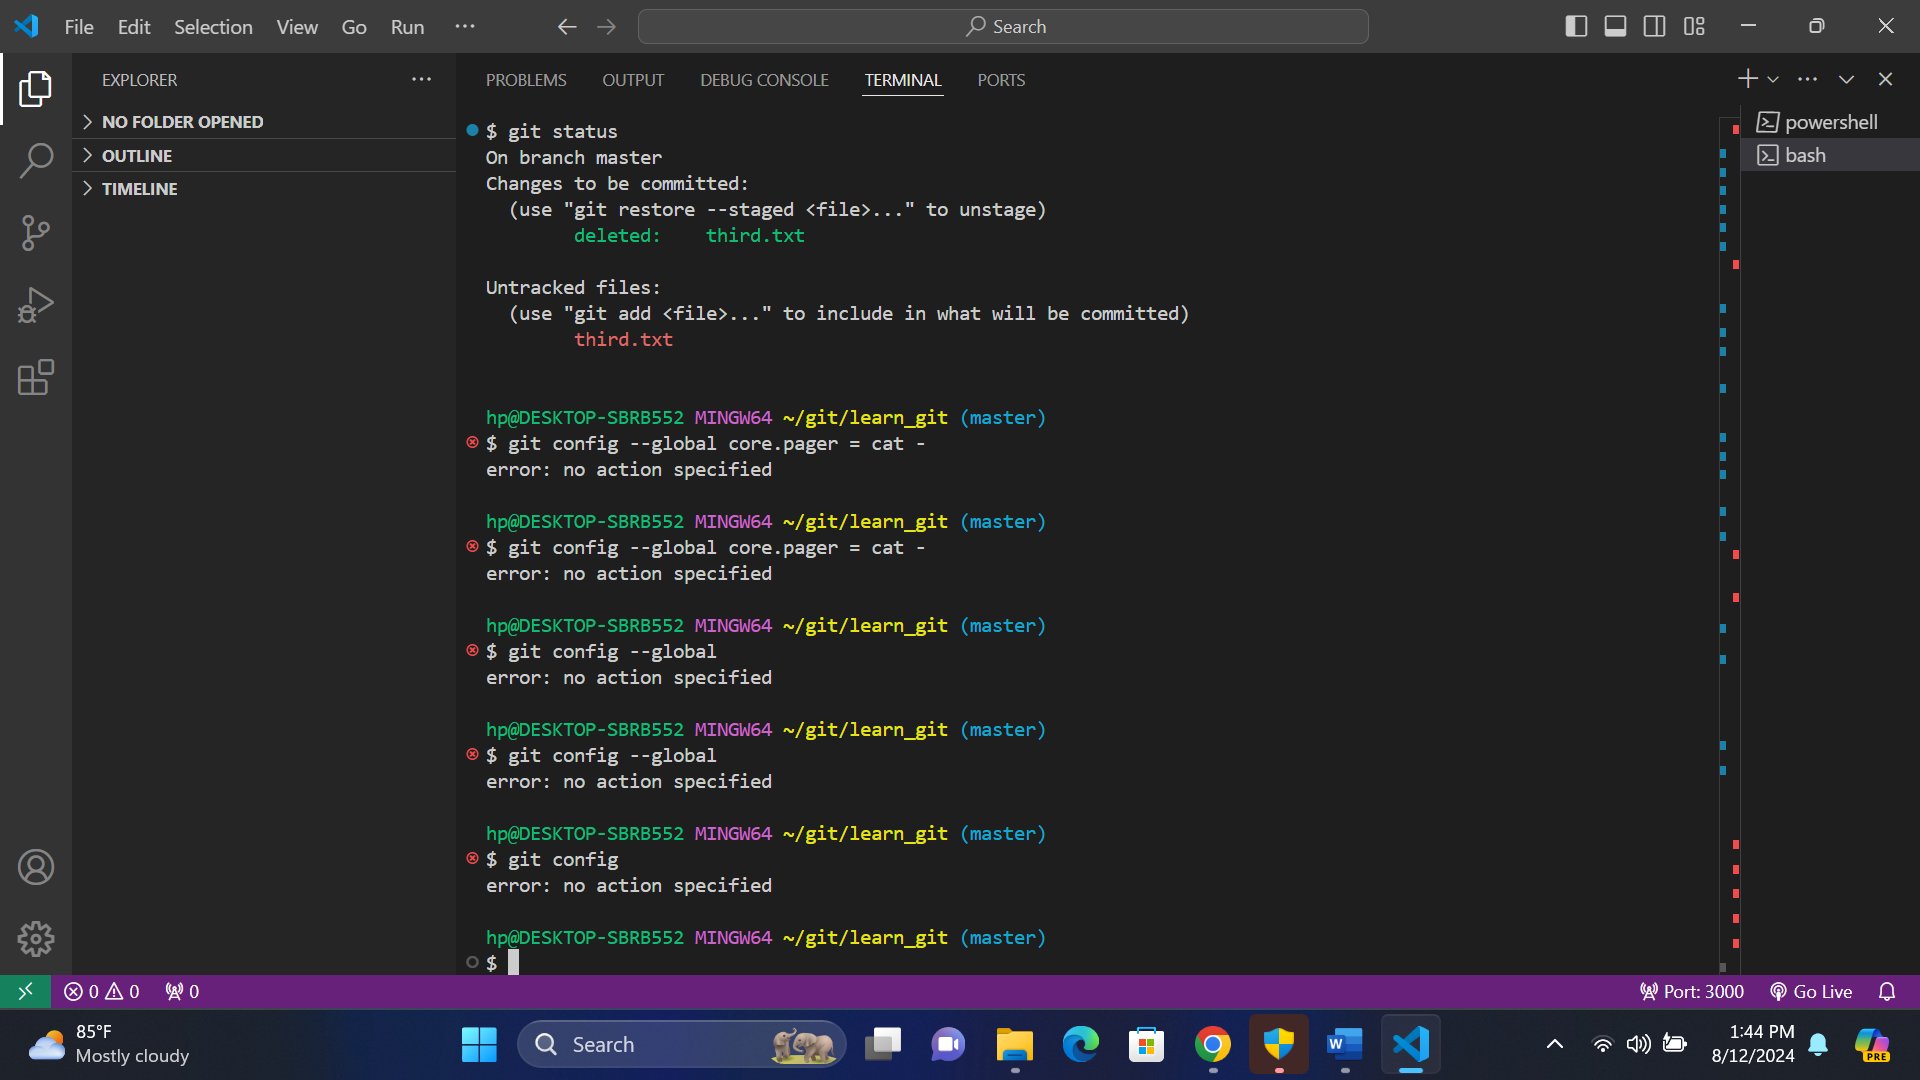 File Edit Selection View Go Run ··· Search
EXPLORER ···
NO FOLDER OPENED
OUTLINE
TIMELINE
PROBLEMS OUTPUT DEBUG CONSOLE TERMINAL PORTS
$ git status
On branch master
Changes to be committed:
  (use "git restore --staged <file>..." to unstage)
        deleted:    third.txt
Untracked files:
  (use "git add <file>..." to include in what will be committed)
        third.txt
hp@DESKTOP-SBRB552 MINGW64 ~/git/learn_git (master)
$ git config --global core.pager = cat -
error: no action specified
hp@DESKTOP-SBRB552 MINGW64 ~/git/learn_git (master)
$ git config --global core.pager = cat -
error: no action specified
hp@DESKTOP-SBRB552 MINGW64 ~/git/learn_git (master)
$ git config --global
error: no action specified
hp@DESKTOP-SBRB552 MINGW64 ~/git/learn_git (master)
$ git config --global
error: no action specified
hp@DESKTOP-SBRB552 MINGW64 ~/git/learn_git (master)
$ git config
error: no action specified
hp@DESKTOP-SBRB552 MINGW64 ~/git/learn_git (master)
$
powershell
bash
0 0 0 Port: 3000 Go Live
85°F
Mostly cloudy
Search
W
1:44 PM
8/12/2024
PRE